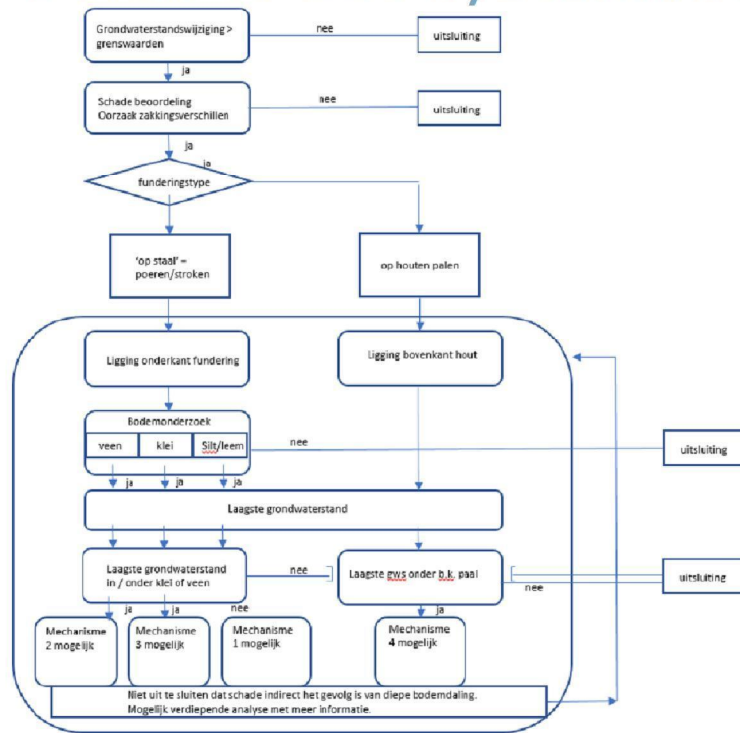 Grondwaterstandswijziging >
grenswaarden
nee
uitsluiting
ja
Schade beoordeling
Oorzaak zakkingsverschillen
nee
uitsluiting
ja
ja
funderingstype
'op staal' =
poeren/stroken
op houten palen
Ligging onderkant fundering
Ligging bovenkant hout
Bodemonderzoek
veen
klei
Silt/leem
nee
uitsluiting
ja
ja
ja
Laagste grondwaterstand
Laagste grondwaterstand
in / onder klei of veen
nee
Laagste gws onder b.k. paal
nee
uitsluiting
ja
ja
nee
ja
Mechanisme
2 mogelijk
Mechanisme
3 mogelijk
Mechanisme
1 mogelijk
Mechanisme
4 mogelijk
Niet uit te sluiten dat schade indirect het gevolg is van diepe bodemdaling.
Mogelijk verdiepende analyse met meer informatie.